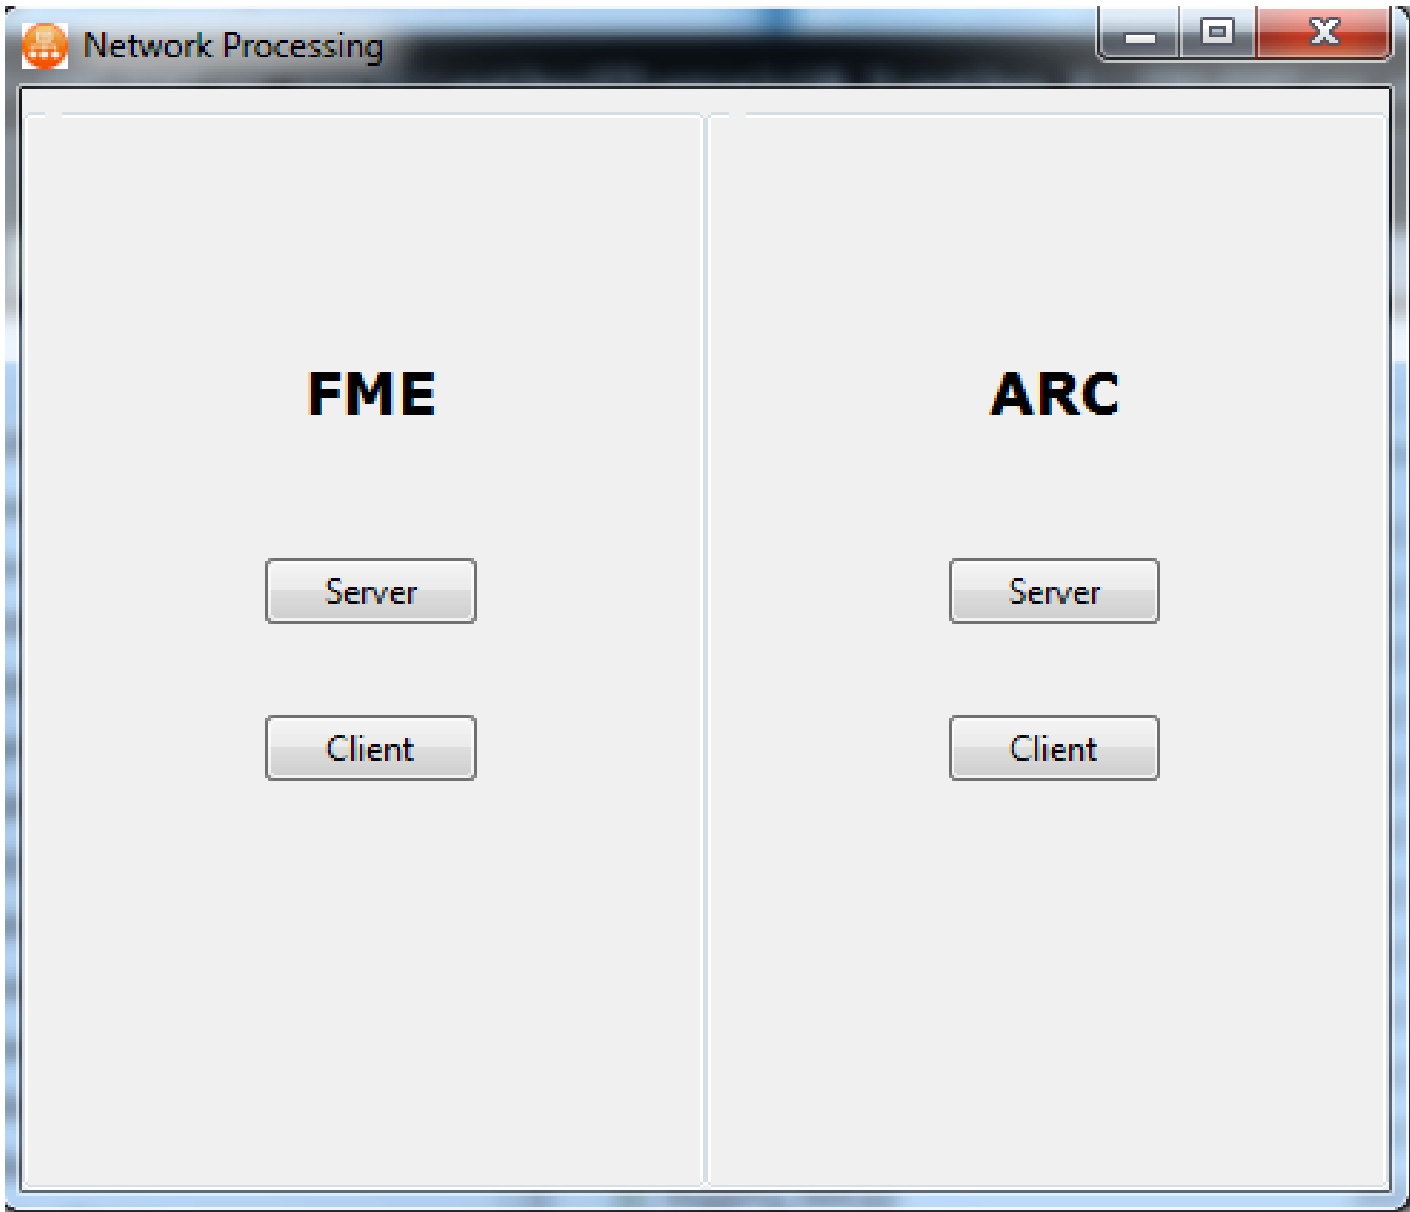 Network Processing
FME
Server
Client
ARC
Server
Client